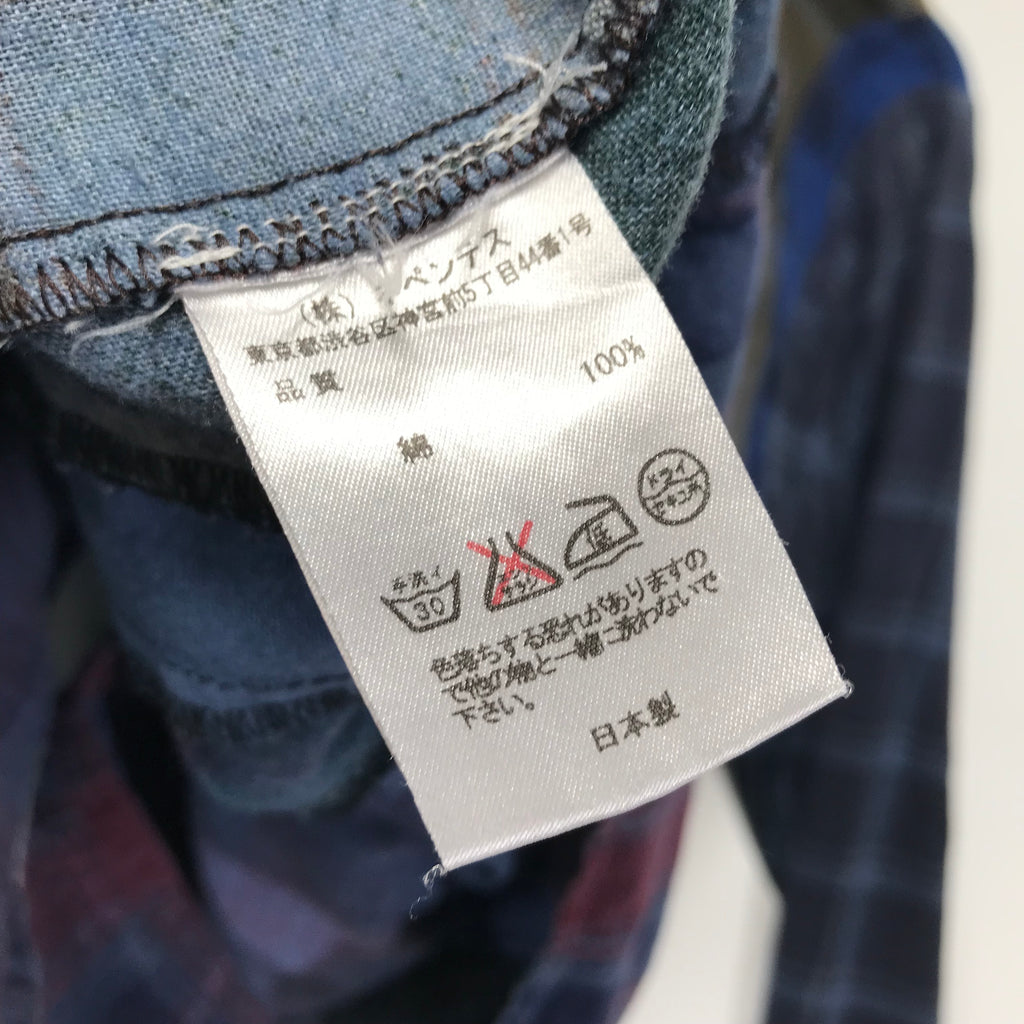 (株) ペンデス
東京都渋谷区神宮前5丁目44番1号
品質
綿 100%
手洗イ
30
中
ドライ
色落ちする恐れがありますの
で他の物と一緒に洗わないで
下さい。
日本製